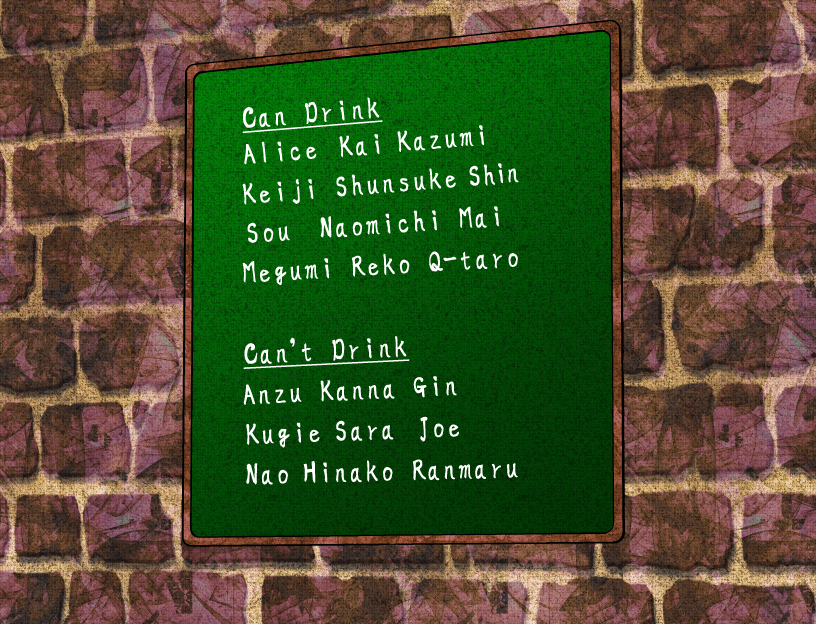 Can Drink
Alice Kai Kazumi
Keiji Shunsuke Shin
Sou Naomichi Mai
Megumi Reko Q-taro
Can't Drink
Anzu Kanna Gin
Kugie Sara Joe
Nao Hinako Ranmaru